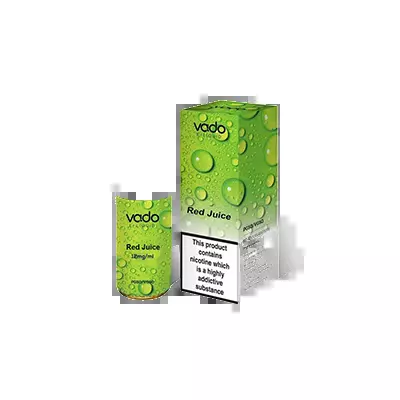 vado
Red Juice
This product
contains
nicotine which
is a highly
addictive
substance
vado
Red Juice
18mg/ml